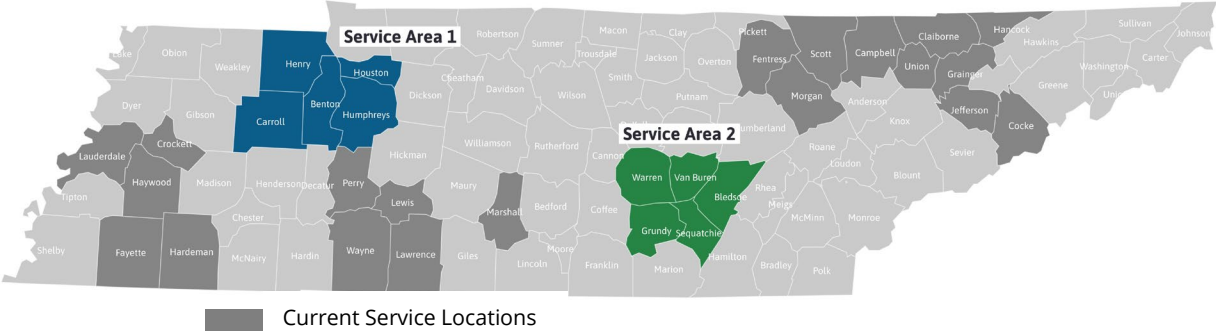 Service Area 1
Service Area 2
Lake
Obion
Weakley
Henry
Houston
Robertson
Sumner
Macon
Trousdale
Clay
Pickett
Fentress
Scott
Campbell
Claiborne
Hancock
Hawkins
Sullivan
Johnson
Carter
Washington
Greene
Grainger
Union
Jackson
Overton
Smith
Cheatham
Davidson
Wilson
Dickson
Humphreys
Benton
Carroll
Gibson
Dyer
Putnam
Morgan
Anderson
Knox
Jefferson
Cocke
Sevier
Crockett
Lauderdale
Haywood
Madison
Henderson
Decatur
Perry
Hickman
Williamson
Rutherford
Cannon
Warren
Van Buren
Bledsoe
Rhea
Meigs
Roane
Loudon
Blount
Monroe
McMinn
Tipton
Chester
Lewis
Maury
Marshall
Bedford
Coffee
Grundy
Sequatchie
Shelby
Fayette
Hardeman
McNairy
Hardin
Wayne
Lawrence
Giles
Lincoln
Moore
Franklin
Marion
Hamilton
Bradley
Polk
Current Service Locations